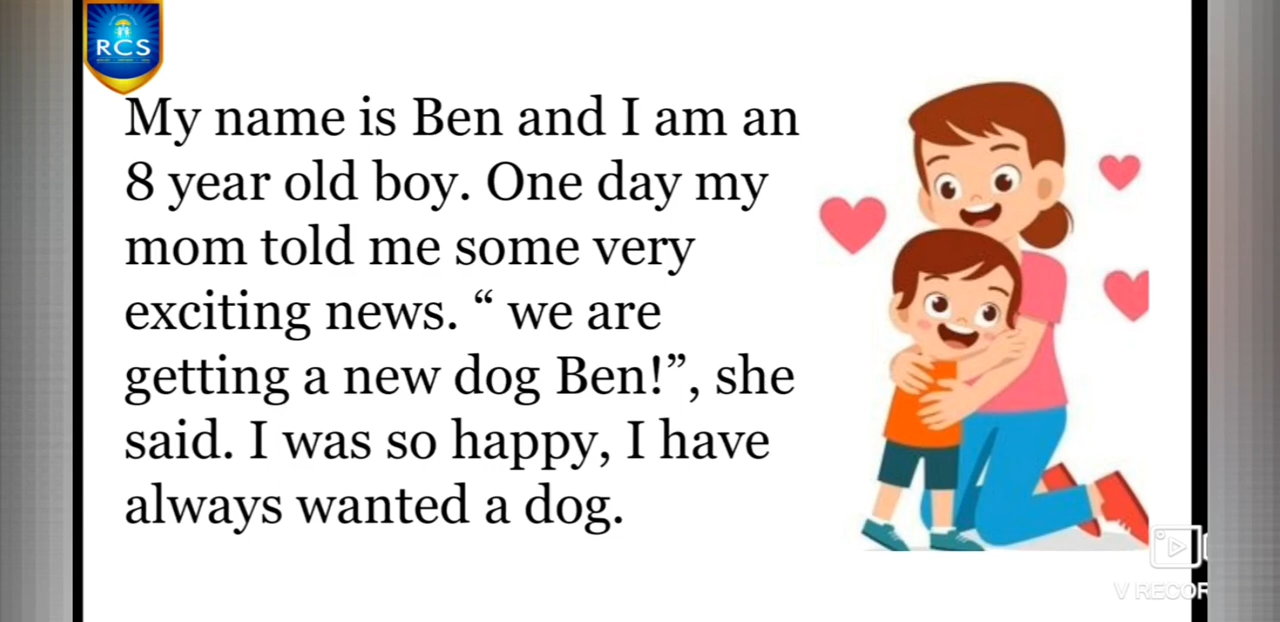 RCS
My name is Ben and I am an
8 year old boy. One day my
mom told me some very
exciting news. “ we are
getting a new dog Ben!”, she
said. I was so happy, I have
always wanted a dog.
V RECOR